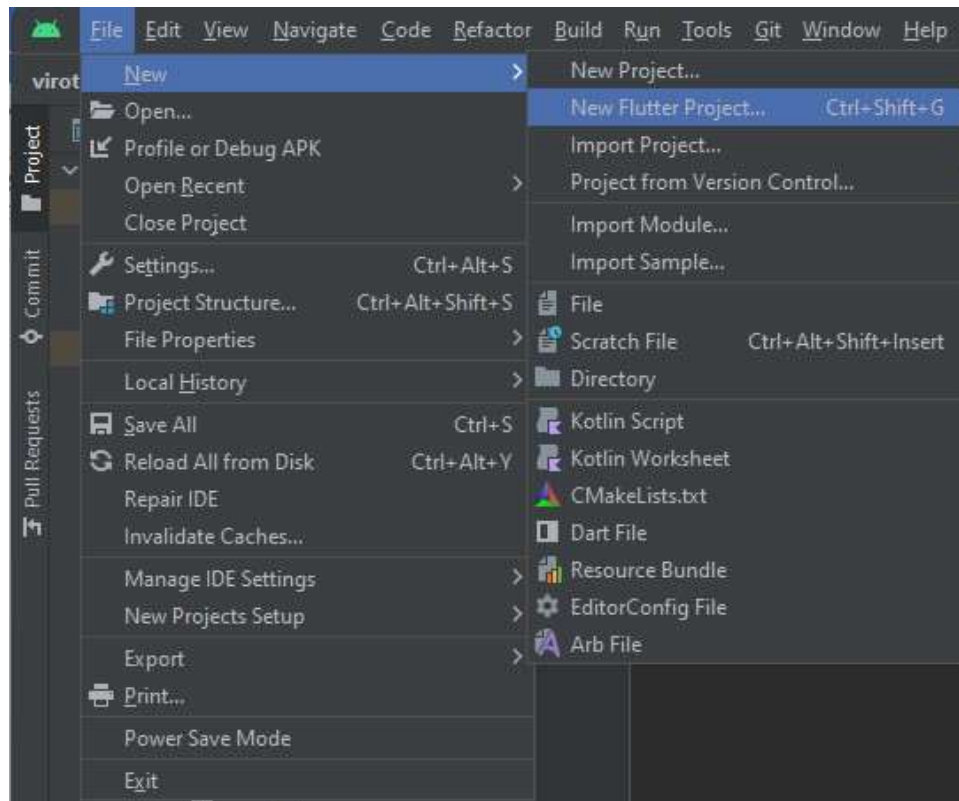 File Edit View Navigate Code Refactor Build Run Tools Git Window Help
virot
Project
Commit
Pull Requests
New
Open...
Profile or Debug APK
Open Recent
Close Project
Settings... Ctrl+Alt+S
Project Structure... Ctrl+Alt+Shift+S
File Properties
Local History
Save All Ctrl+S
Reload All from Disk Ctrl+Alt+Y
Repair IDE
Invalidate Caches...
Manage IDE Settings
New Projects Setup
Export
Print...
Power Save Mode
Exit
New Project...
New Flutter Project... Ctrl+Shift+G
Import Project...
Project from Version Control...
Import Module...
Import Sample...
File
Scratch File Ctrl+Alt+Shift+Insert
Directory
Kotlin Script
Kotlin Worksheet
CMakeLists.txt
Dart File
Resource Bundle
EditorConfig File
Arb File